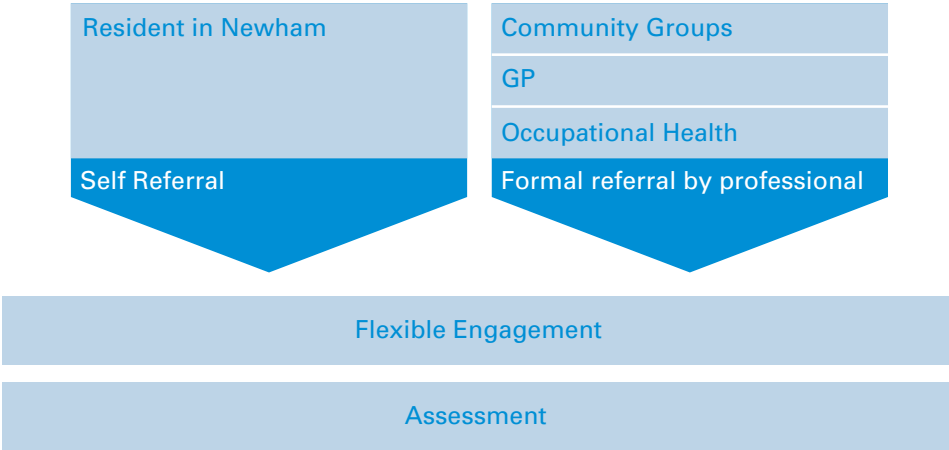 Resident in Newham
Self Referral
Community Groups
GP
Occupational Health
Formal referral by professional
Flexible Engagement
Assessment